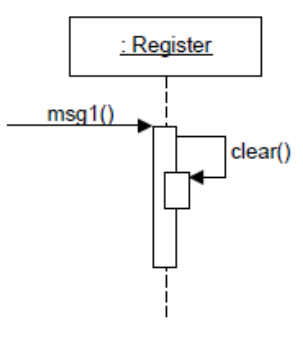 : Register
msg1()
clear()